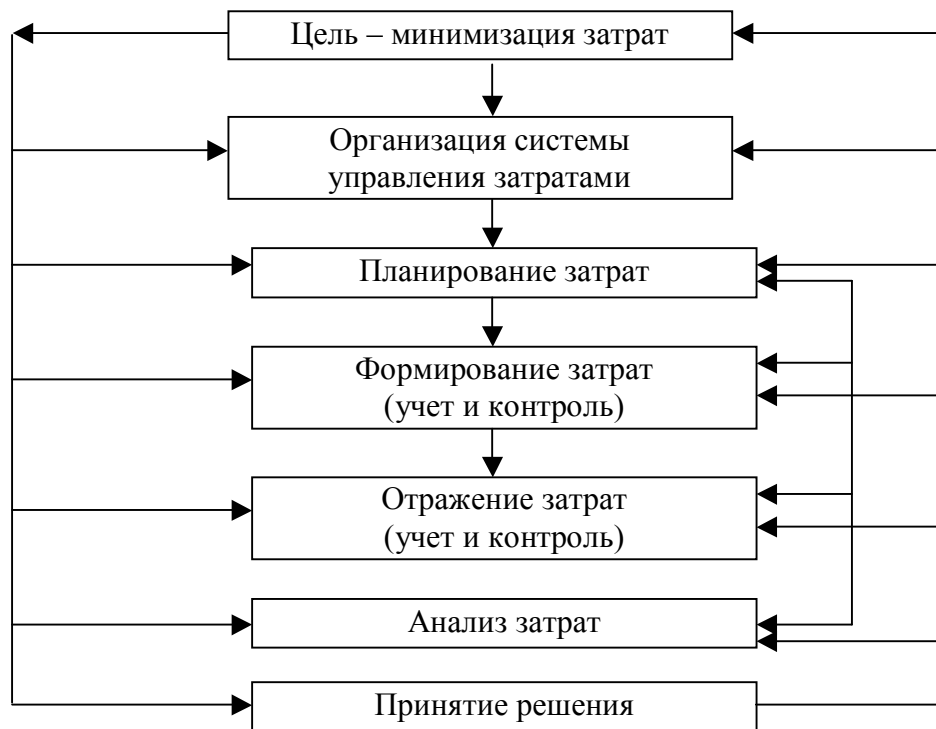 Цель – минимизация затрат
Организация системы
управления затратами
Планирование затрат
Формирование затрат
(учет и контроль)
Отражение затрат
(учет и контроль)
Анализ затрат
Принятие решения